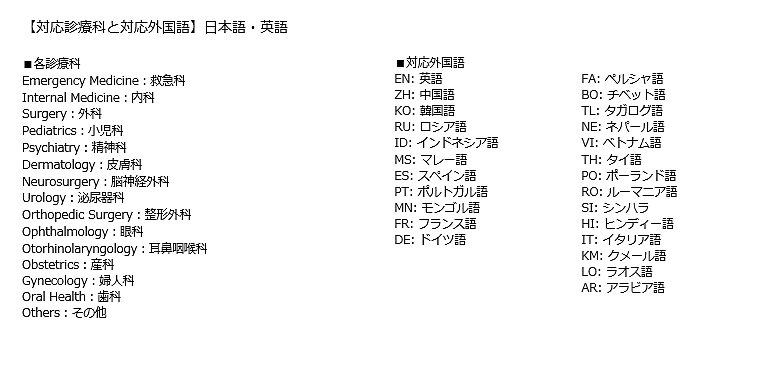 【対応診療科と対応外国語】日本語・英語
■各診療科
Emergency Medicine：救急科
Internal Medicine：内科
Surgery：外科
Pediatrics：小児科
Psychiatry：精神科
Dermatology：皮膚科
Neurosurgery：脳神経外科
Urology：泌尿器科
Orthopedic Surgery：整形外科
Ophthalmology：眼科
Otorhinolaryngology：耳鼻咽喉科
Obstetrics：産科
Gynecology：婦人科
Oral Health：歯科
Others：その他
■対応外国語
EN: 英語
ZH: 中国語
KO: 韓国語
RU: ロシア語
ID: インドネシア語
MS: マレー語
ES: スペイン語
PT: ポルトガル語
MN: モンゴル語
FR: フランス語
DE: ドイツ語
FA: ペルシャ語
BO: チベット語
TL: タガログ語
NE: ネパール語
VI: ベトナム語
TH: タイ語
PO: ポーランド語
RO: ルーマニア語
SI: シンハラ
HI: ヒンディー語
IT: イタリア語
KM: クメール語
LO: ラオス語
AR: アラビア語